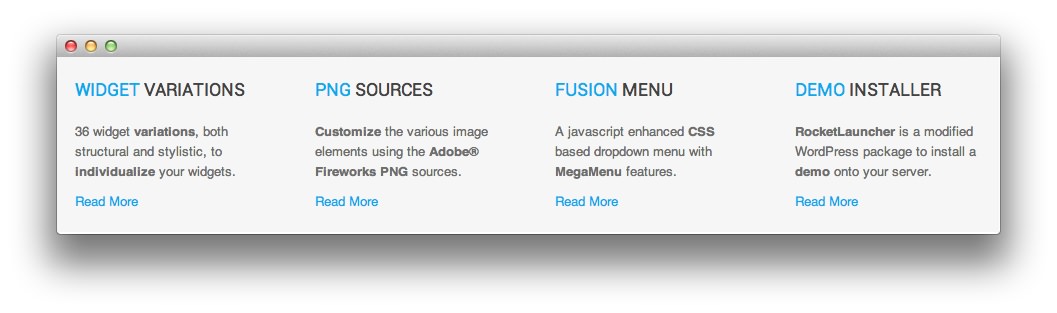 WIDGET VARIATIONS
36 widget variations, both
structural and stylistic, to
individualize your widgets.
Read More
PNG SOURCES
Customize the various image
elements using the Adobe®
Fireworks PNG sources.
Read More
FUSION MENU
A javascript enhanced CSS
based dropdown menu with
MegaMenu features.
Read More
DEMO INSTALLER
RocketLauncher is a modified
WordPress package to install a
demo onto your server.
Read More